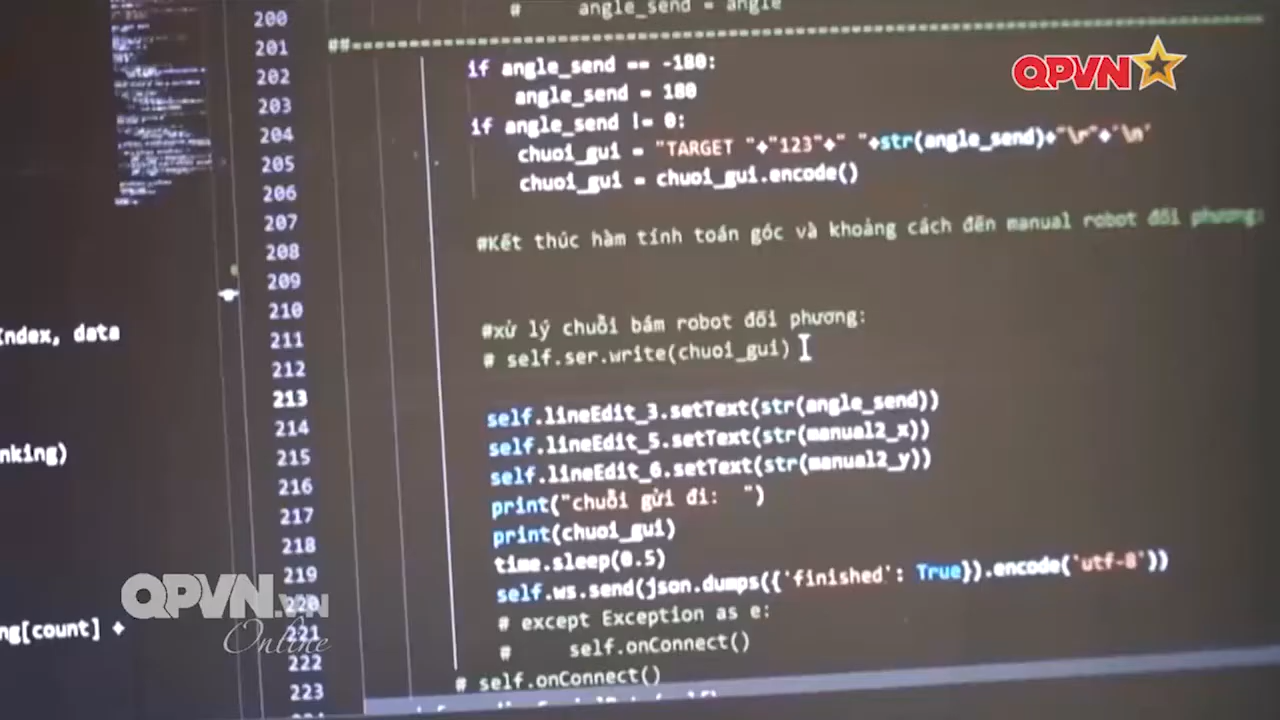 200 # angle_send = angle
201 ##
202 if angle_send == -180:
203 angle_send = 180
204 if angle_send != 0:
205 chuoi_gui = "TARGET "+"123"+" "+str(angle_send)+"\r"+'\n'
206 chuoi_gui = chuoi_gui.encode()
207
208 #Kết thúc hàm tính toán góc và khoảng cách đến manual robot đối phương:
209
210
211 #xử lý chuỗi bám robot đối phương:
212 # self.ser.write(chuoi_gui)
213
214 self.lineEdit_3.setText(str(angle_send))
215 self.lineEdit_5.setText(str(manual2_x))
216 self.lineEdit_6.setText(str(manual2_y))
217 print("chuỗi gửi đi:  ")
218 print(chuoi_gui)
219 time.sleep(0.5)
220 self.ws.send(json.dumps({'finished': True}).encode('utf-8'))
221 # except Exception as e:
222 # self.onConnect()
223 # self.onConnect()
Index, data
nking)
ng[count] +
QPVN
QPVN.VN
Online